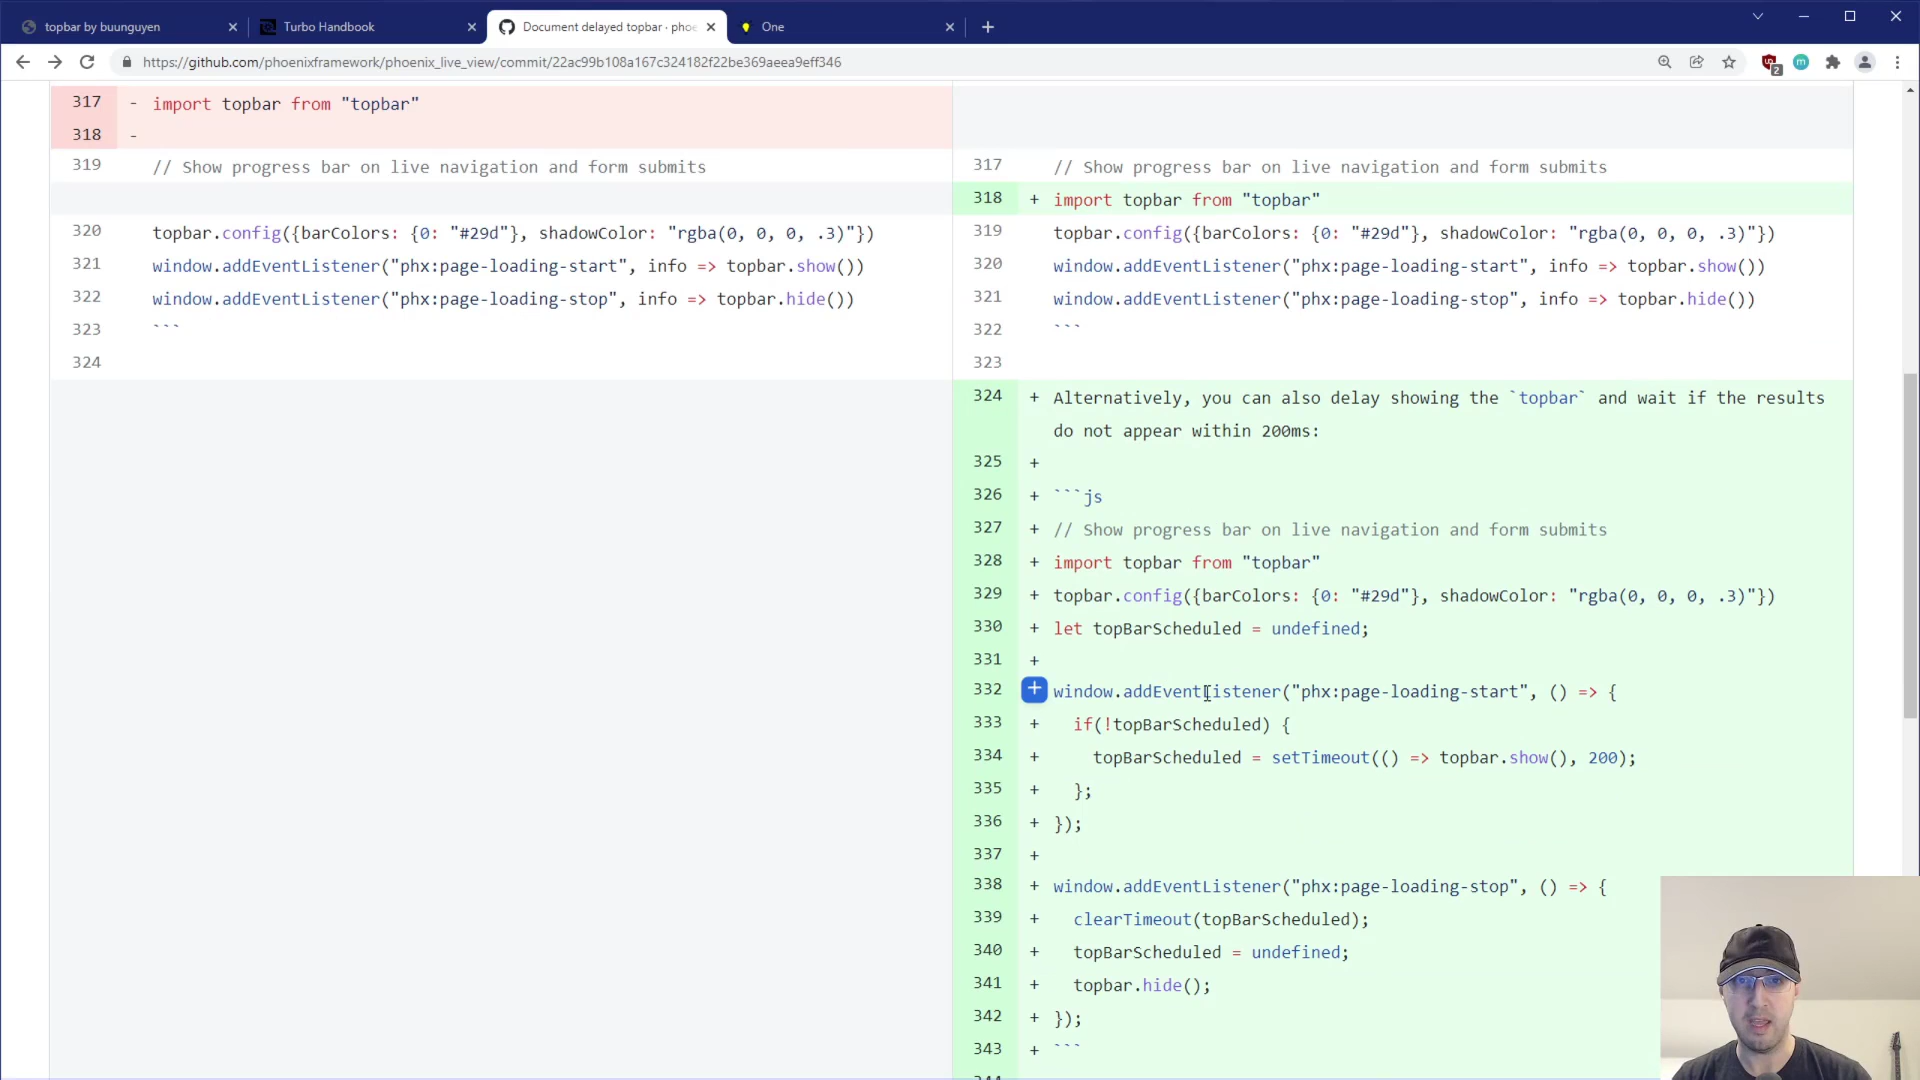 topbar by buunguyen
Turbo Handbook
Document delayed topbar · phoe
One
https://github.com/phoenixframework/phoenix_live_view/commit/22ac99b108a167c324182f22be369aeea9eff346
2
317 - import topbar from "topbar"
318 -
319 // Show progress bar on live navigation and form submits
320 topbar.config({barColors: {0: "#29d"}, shadowColor: "rgba(0, 0, 0, .3)"})
321 window.addEventListener("phx:page-loading-start", info => topbar.show())
322 window.addEventListener("phx:page-loading-stop", info => topbar.hide())
323 ```
324
317 // Show progress bar on live navigation and form submits
318 + import topbar from "topbar"
319 topbar.config({barColors: {0: "#29d"}, shadowColor: "rgba(0, 0, 0, .3)"})
320 window.addEventListener("phx:page-loading-start", info => topbar.show())
321 window.addEventListener("phx:page-loading-stop", info => topbar.hide())
322 ```
323
324 + Alternatively, you can also delay showing the `topbar` and wait if the results
do not appear within 200ms:
325 +
326 + ```js
327 + // Show progress bar on live navigation and form submits
328 + import topbar from "topbar"
329 + topbar.config({barColors: {0: "#29d"}, shadowColor: "rgba(0, 0, 0, .3)"})
330 + let topBarScheduled = undefined;
331 +
332 + window.addEventListener("phx:page-loading-start", () => {
333 + if(!topBarScheduled) {
334 + topBarScheduled = setTimeout(() => topbar.show(), 200);
335 + };
336 + });
337 +
338 + window.addEventListener("phx:page-loading-stop", () => {
339 + clearTimeout(topBarScheduled);
340 + topBarScheduled = undefined;
341 + topbar.hide();
342 + });
343 + ```